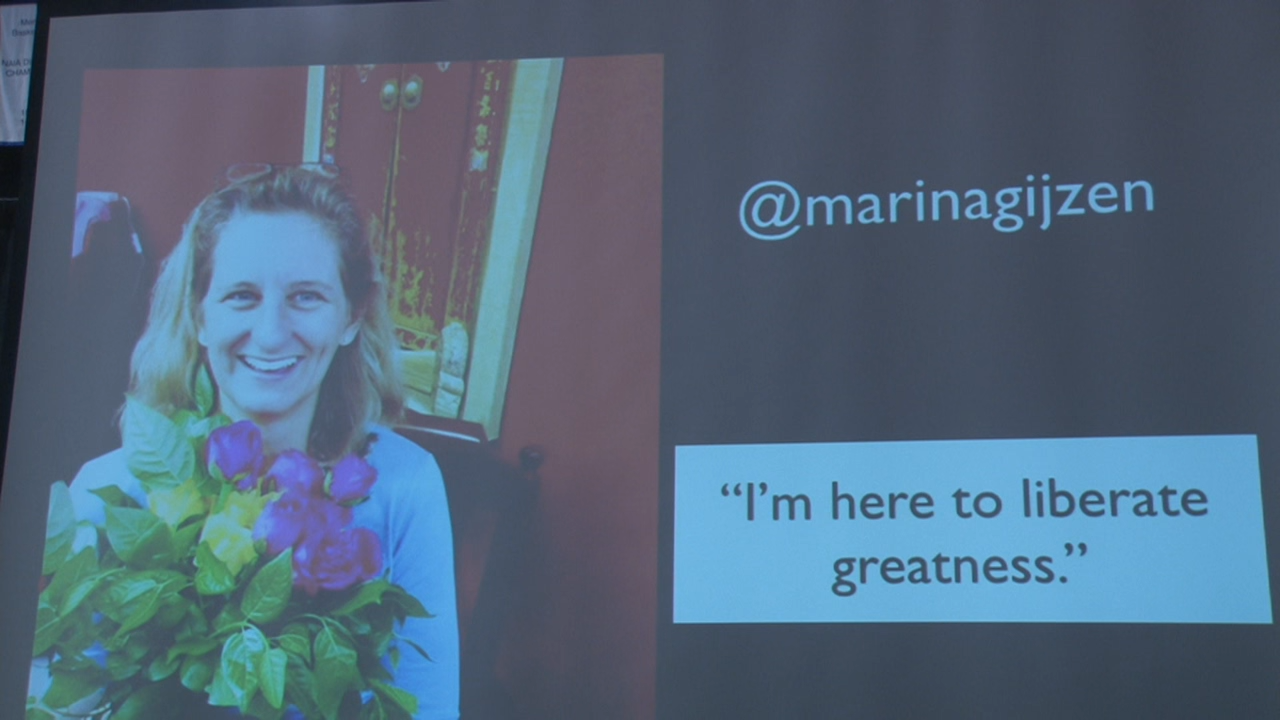 @marinagijzen
“I’m here to liberate
greatness.”